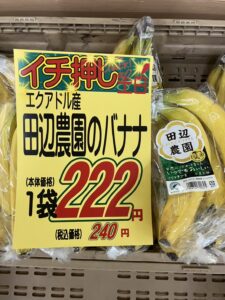 イチ押し
エクアドル産
田辺農園のバナナ
(本体価格)
1袋 222円
(税込価格) 240円
田辺
農園